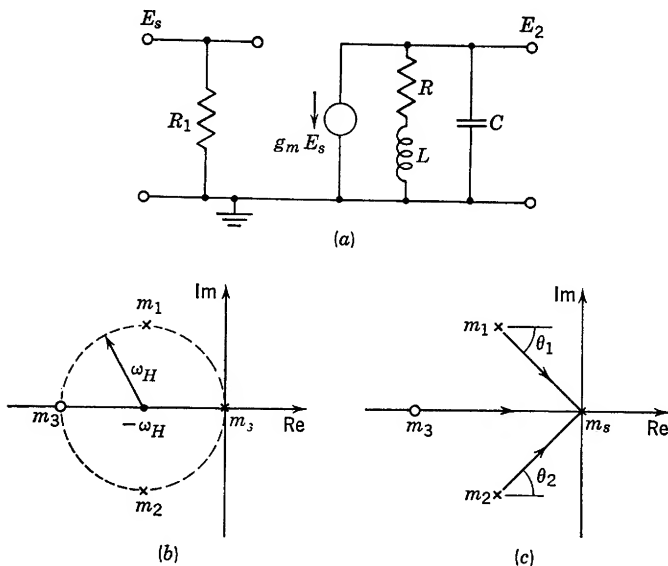 E_s
E_2
R_1
g_m E_s
R
L
C
(a)
Im
m_1
ω_H
m_3
-ω_H
m_3
Re
m_2
(b)
Im
m_1
θ_1
m_3
m_s
Re
m_2
θ_2
(c)